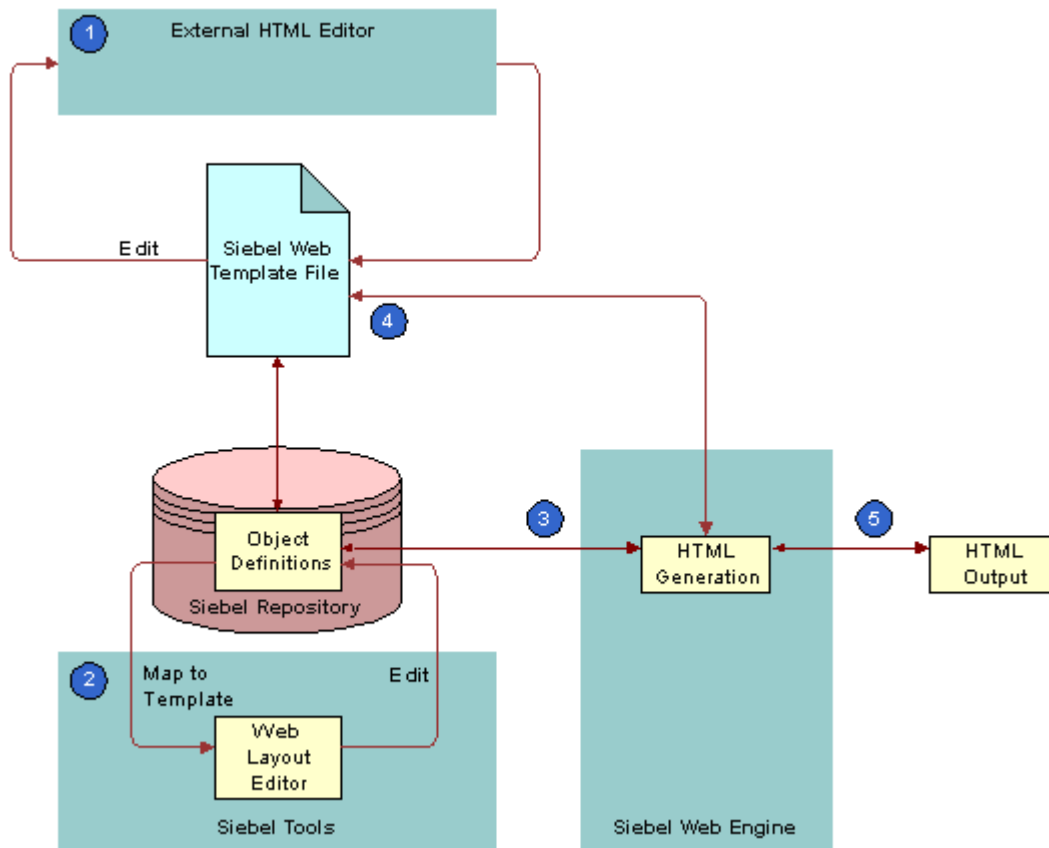 1
External HTML Editor
Edit
Siebel Web
Template File
4
Object
Definitions
Siebel Repository
3
HTML
Generation
5
HTML
Output
2
Map to
Template
Edit
Web
Layout
Editor
Siebel Tools
Siebel Web Engine